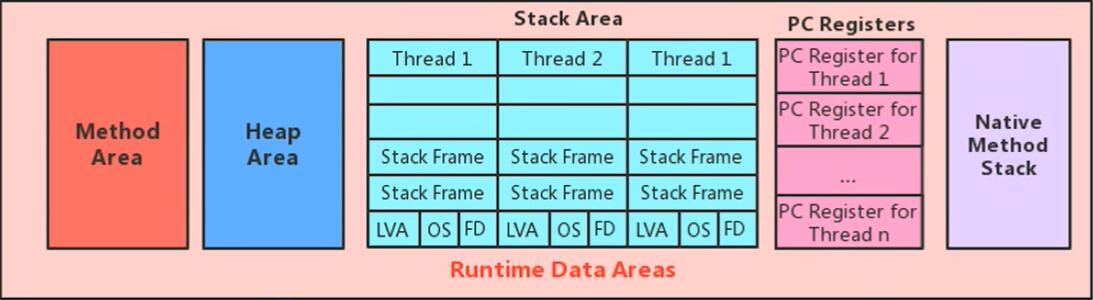 Stack Area
PC Registers
Method
Area
Heap
Area
Thread 1 Thread 2 Thread 1
Stack Frame Stack Frame Stack Frame
Stack Frame Stack Frame Stack Frame
LVA OS FD LVA OS FD LVA OS FD
PC Register for
Thread 1
PC Register for
Thread 2
...
PC Register for
Thread n
Native
Method
Stack
Runtime Data Areas